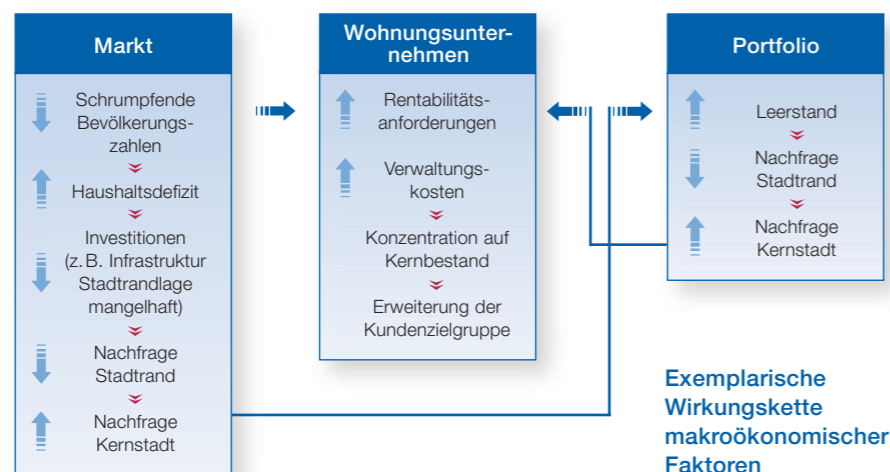 Markt
Schrumpfende
Bevölkerungs-
zahlen
Haushaltsdefizit
Investitionen
(z. B. Infrastruktur
Stadtrandlage
mangelhaft)
Nachfrage
Stadtrand
Nachfrage
Kernstadt
Wohnungsunter-
nehmen
Rentabilitäts-
anforderungen
Verwaltungs-
kosten
Konzentration auf
Kernbestand
Erweiterung der
Kundenzielgruppe
Portfolio
Leerstand
Nachfrage
Stadtrand
Nachfrage
Kernstadt
Exemplarische
Wirkungskette
makroökonomischer
Faktoren